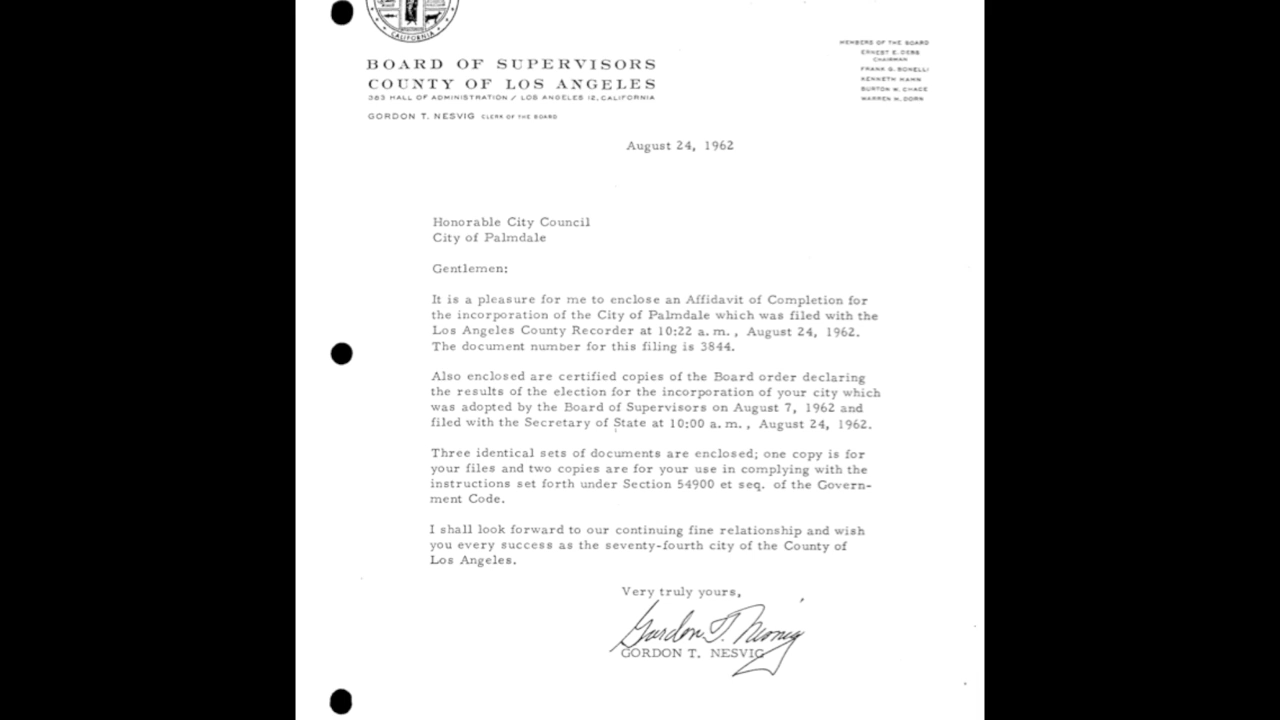 CALIFORNIA
BOARD OF SUPERVISORS
COUNTY OF LOS ANGELES
383 HALL OF ADMINISTRATION / LOS ANGELES 12, CALIFORNIA
GORDON T. NESVIG CLERK OF THE BOARD
MEMBERS OF THE BOARD
ERNEST E. DEBS
CHAIRMAN
FRANK G. BONELLI
KENNETH HAHN
BURTON W. CHACE
WARREN M. DORN
August 24, 1962
Honorable City Council
City of Palmdale
Gentlemen:
It is a pleasure for me to enclose an Affidavit of Completion for
the incorporation of the City of Palmdale which was filed with the
Los Angeles County Recorder at 10:22 a. m. , August 24, 1962.
The document number for this filing is 3844.
Also enclosed are certified copies of the Board order declaring
the results of the election for the incorporation of your city which
was adopted by the Board of Supervisors on August 7, 1962 and
filed with the Secretary of State at 10:00 a. m. , August 24, 1962.
Three identical sets of documents are enclosed; one copy is for
your files and two copies are for your use in complying with the
instructions set forth under Section 54900 et seq. of the Govern-
ment Code.
I shall look forward to our continuing fine relationship and wish
you every success as the seventy-fourth city of the County of
Los Angeles.
Very truly yours,
Gordon T. Nesvig
GORDON T. NESVIG